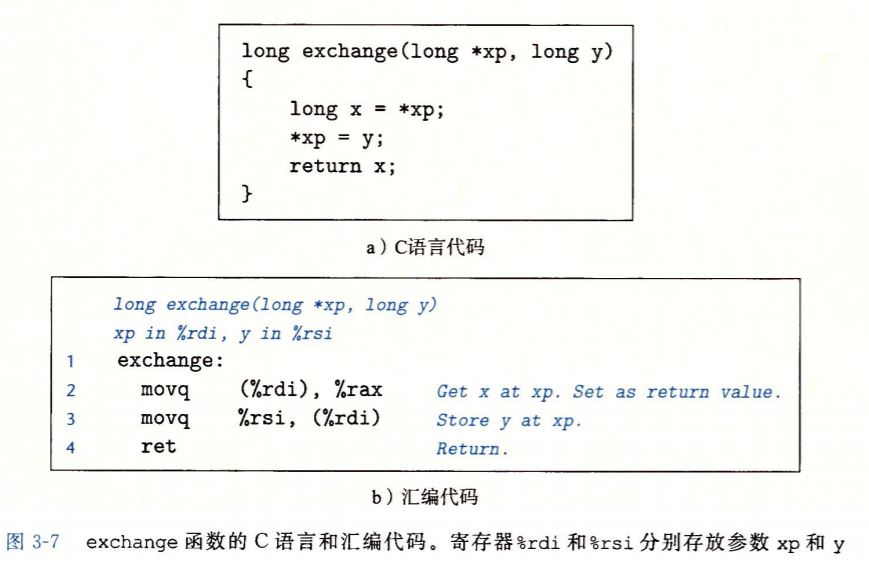 long exchange(long *xp, long y)
{
    long x = *xp;
    *xp = y;
    return x;
}
a）C语言代码
long exchange(long *xp, long y)
xp in %rdi, y in %rsi
1 exchange:
2 movq (%rdi), %rax Get x at xp. Set as return value.
3 movq %rsi, (%rdi) Store y at xp.
4 ret Return.
b）汇编代码
图 3-7 exchange 函数的 C 语言和汇编代码。寄存器%rdi 和%rsi 分别存放参数 xp 和 y